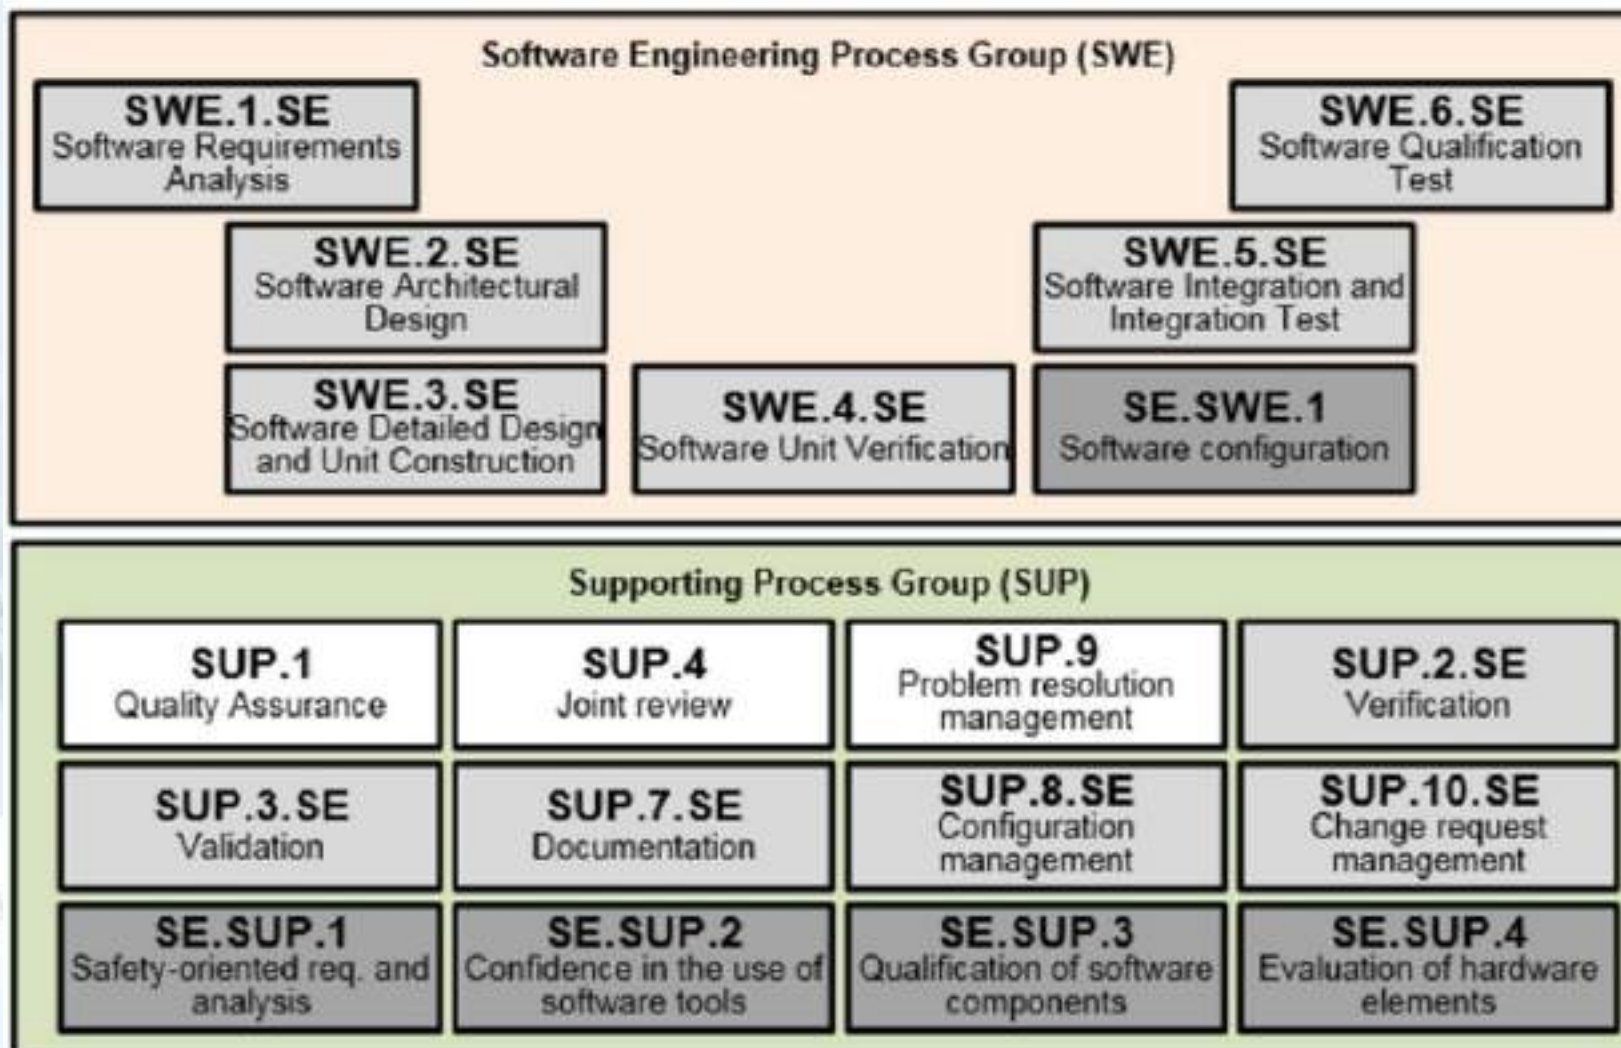 Software Engineering Process Group (SWE)
SWE.1.SE
Software Requirements
Analysis
SWE.6.SE
Software Qualification
Test
SWE.2.SE
Software Architectural
Design
SWE.5.SE
Software Integration and
Integration Test
SWE.3.SE
Software Detailed Design
and Unit Construction
SWE.4.SE
Software Unit Verification
SE.SWE.1
Software configuration
Supporting Process Group (SUP)
SUP.1
Quality Assurance
SUP.4
Joint review
SUP.9
Problem resolution
management
SUP.2.SE
Verification
SUP.3.SE
Validation
SUP.7.SE
Documentation
SUP.8.SE
Configuration
management
SUP.10.SE
Change request
management
SE.SUP.1
Safety-oriented req. and
analysis
SE.SUP.2
Confidence in the use of
software tools
SE.SUP.3
Qualification of software
components
SE.SUP.4
Evaluation of hardware
elements